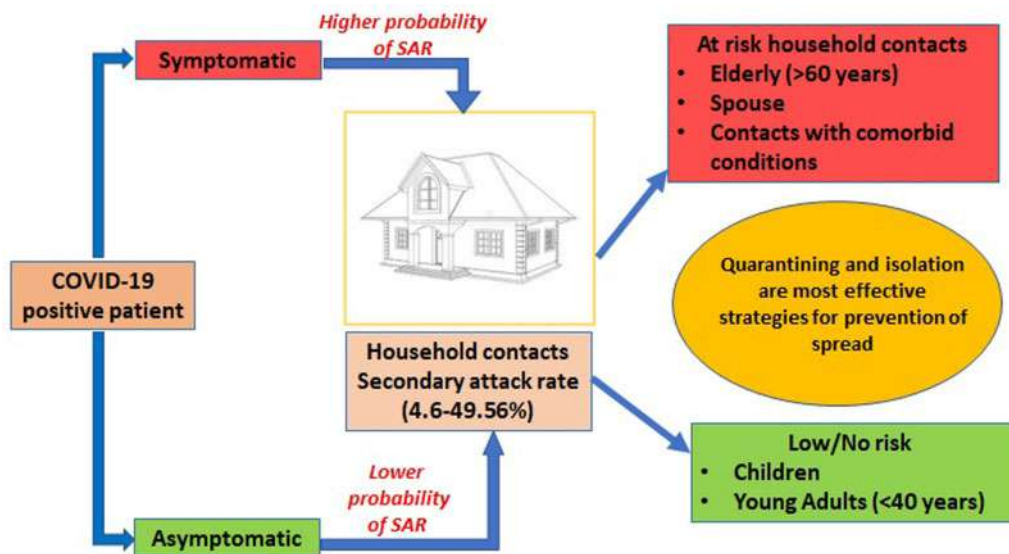 Higher probability
of SAR
Symptomatic
At risk household contacts
• Elderly (>60 years)
• Spouse
• Contacts with comorbid
conditions
COVID-19
positive patient
Quarantining and isolation
are most effective
strategies for prevention of
spread
Household contacts
Secondary attack rate
(4.6-49.56%)
Low/No risk
• Children
• Young Adults (<40 years)
Lower
probability
of SAR
Asymptomatic